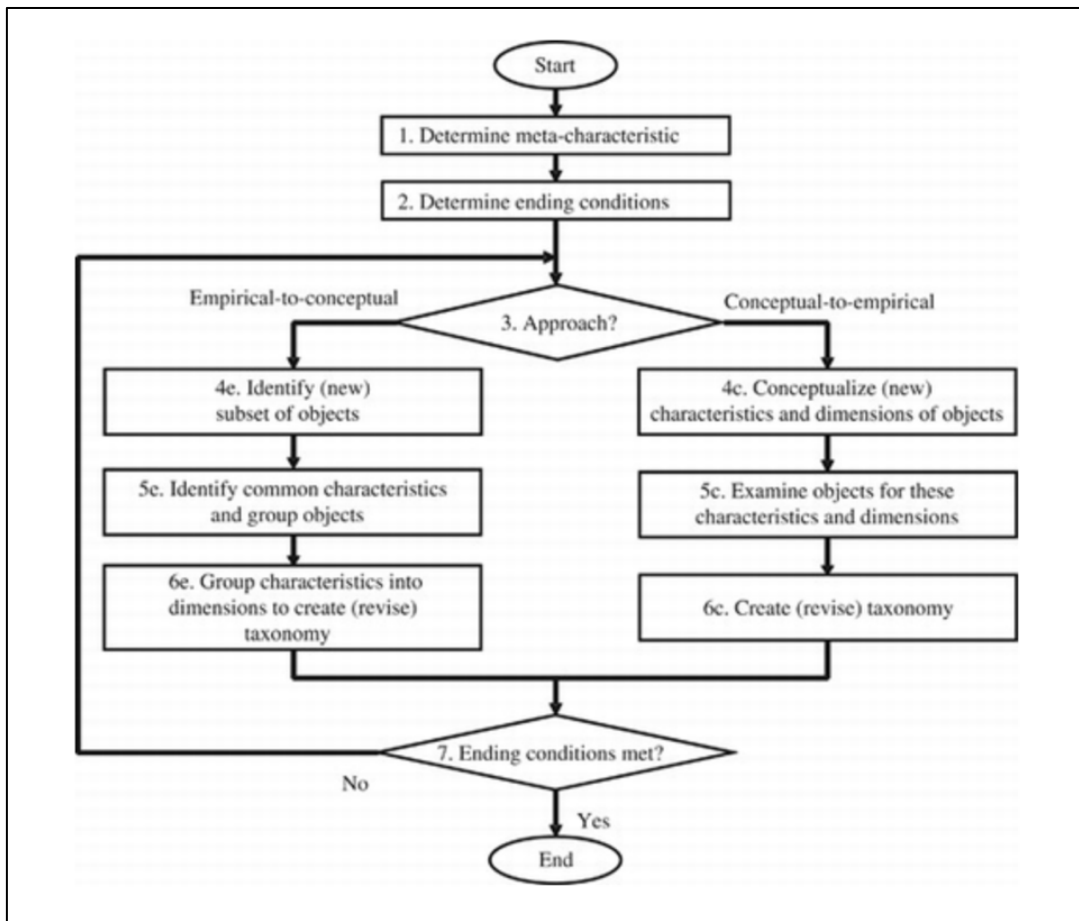 Start
1. Determine meta-characteristic
2. Determine ending conditions
Empirical-to-conceptual
Conceptual-to-empirical
3. Approach?
4e. Identify (new)
subset of objects
4c. Conceptualize (new)
characteristics and dimensions of objects
5e. Identify common characteristics
and group objects
5c. Examine objects for these
characteristics and dimensions
6e. Group characteristics into
dimensions to create (revise)
taxonomy
6c. Create (revise) taxonomy
7. Ending conditions met?
No
Yes
End